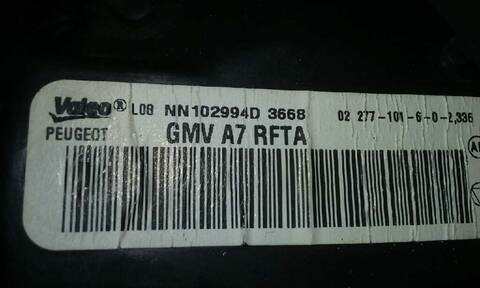 Valeo® L08 NN102994D 3668 02 277-101-6-0-2,336
PEUGEOT GMV A7 RFTA